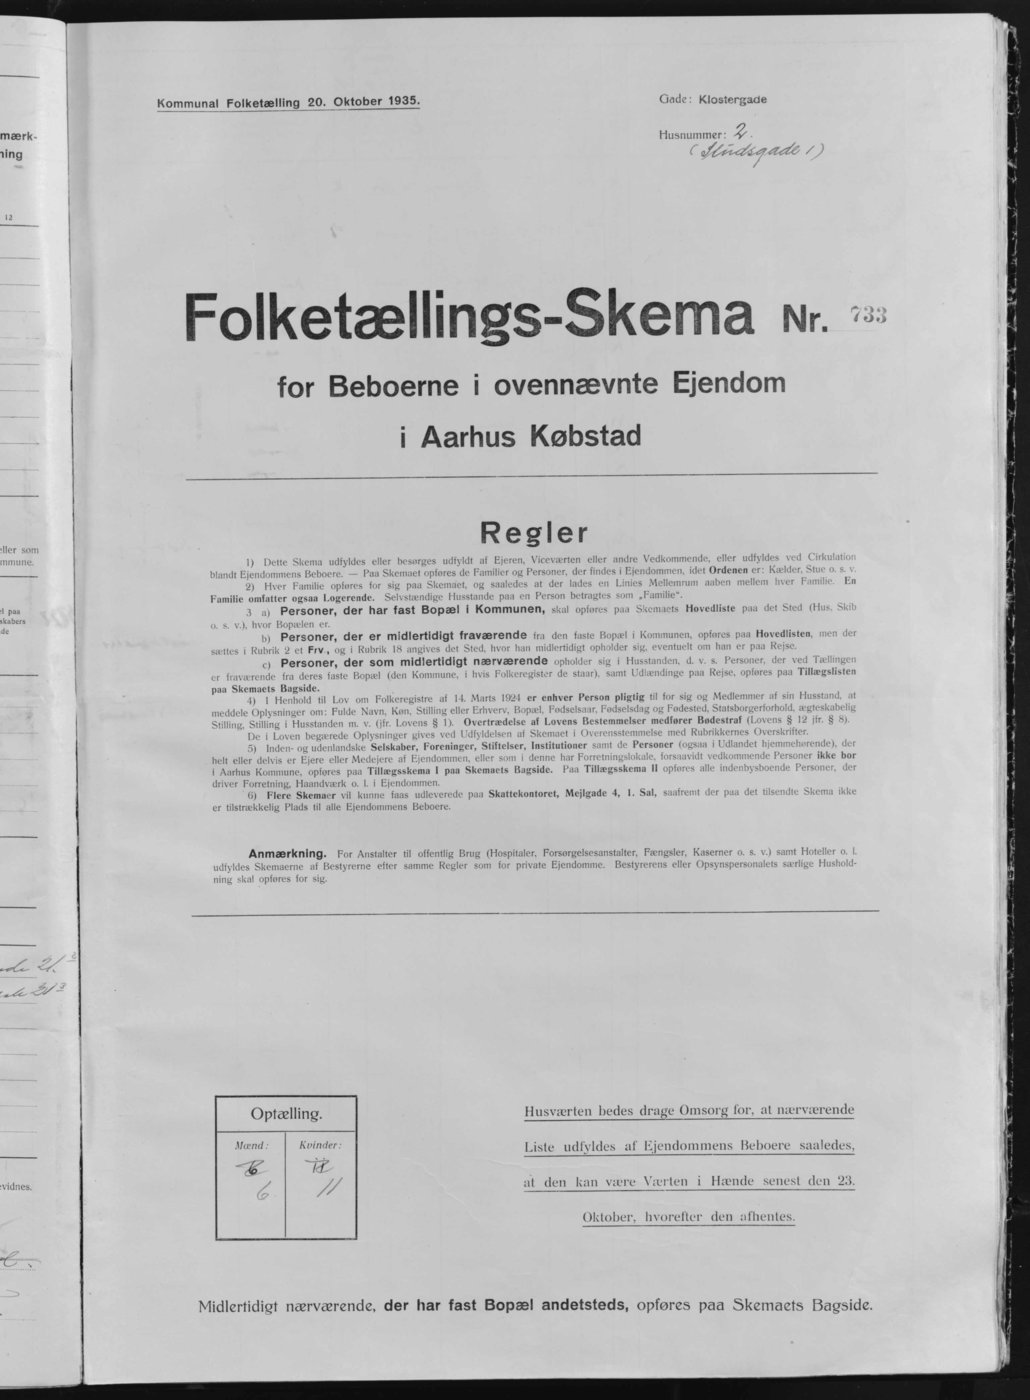 mærk-
ning
12
eller som
mmune.
el paa
skabers
de
21.
21 3
evidnes.
Kommunal Folketælling 20. Oktober 1935.
Gade: Klostergade
Husnummer: 2.
(Studsgade 1)
Folketællings-Skema Nr. 733
for Beboerne i ovennævnte Ejendom
i Aarhus Købstad
Regler
1) Dette Skema udfyldes eller besørges udfyldt af Ejeren, Viceværten eller andre Vedkommende, eller udfyldes ved Cirkulation
blandt Ejendommens Beboere. — Paa Skemaet opføres de Familier og Personer, der findes i Ejendommen, idet Ordenen er: Kælder, Stue o. s. v.
2) Hver Familie opføres for sig paa Skemaet, og saaledes at der lades en Linies Mellemrum aaben mellem hver Familie. En
Familie omfatter ogsaa Logerende. Selvstændige Husstande paa en Person betragtes som „Familie“.
3 a) Personer, der har fast Bopæl i Kommunen, skal opføres paa Skemaets Hovedliste paa det Sted (Hus, Skib
o. s. v.), hvor Bopælen er.
b) Personer, der er midlertidigt fraværende fra den faste Bopæl i Kommunen, opføres paa Hovedlisten, men der
sættes i Rubrik 2 et Frv., og i Rubrik 18 angives det Sted, hvor han midlertidigt opholder sig, eventuelt om han er paa Rejse.
c) Personer, der som midlertidigt nærværende opholder sig i Husstanden, d. v. s. Personer, der ved Tællingen
er fraværende fra deres faste Bopæl (den Kommune, i hvis Folkeregister de staar), samt Udlændinge paa Rejse, opføres paa Tillægslisten
paa Skemaets Bagside.
4) I Henhold til Lov om Folkeregistre af 14. Marts 1924 er enhver Person pligtig til for sig og Medlemmer af sin Husstand, at
meddele Oplysninger om: Fulde Navn, Køn, Stilling eller Erhverv, Bopæl, Fødselsaar, Fødselsdag og Fødested, Statsborgerforhold, ægteskabelig
Stilling, Stilling i Husstanden m. v. (jfr. Lovens § 1). Overtrædelse af Lovens Bestemmelser medfører Bødestraf (Lovens § 12 jfr. § 8).
De i Loven begærede Oplysninger gives ved Udfyldelsen af Skemaet i Overensstemmelse med Rubrikkernes Overskrifter.
5) Inden- og udenlandske Selskaber, Foreninger, Stiftelser, Institutioner samt de Personer (ogsaa i Udlandet hjemmehørende), der
helt eller delvis er Ejere eller Medejere af Ejendommen, eller som i denne har Forretningslokale, forsaavidt vedkommende Personer ikke bor
i Aarhus Kommune, opføres paa Tillægsskema I paa Skemaets Bagside. Paa Tillægsskema II opføres alle indenbysboende Personer, der
driver Forretning, Haandværk o. l. i Ejendommen.
6) Flere Skemaer vil kunne faas udleverede paa Skattekontoret, Mejlgade 4, 1. Sal, saafremt der paa det tilsendte Skema ikke
er tilstrækkelig Plads til alle Ejendommens Beboere.
Anmærkning. For Anstalter til offentlig Brug (Hospitaler, Forsørgelsesanstalter, Fængsler, Kaserner o. s. v.) samt Hoteller o. l.
udfyldes Skemaerne af Bestyrerne efter samme Regler som for private Ejendomme. Bestyrerens eller Opsynspersonalets særlige Hushold-
ning skal opføres for sig.
Optælling.
Mænd: Kvinder:
6 11
Husværten bedes drage Omsorg for, at nærværende
Liste udfyldes af Ejendommens Beboere saaledes,
at den kan være Værten i Hænde senest den 23.
Oktober, hvorefter den afhentes.
Midlertidigt nærværende, der har fast Bopæl andetsteds, opføres paa Skemaets Bagside.